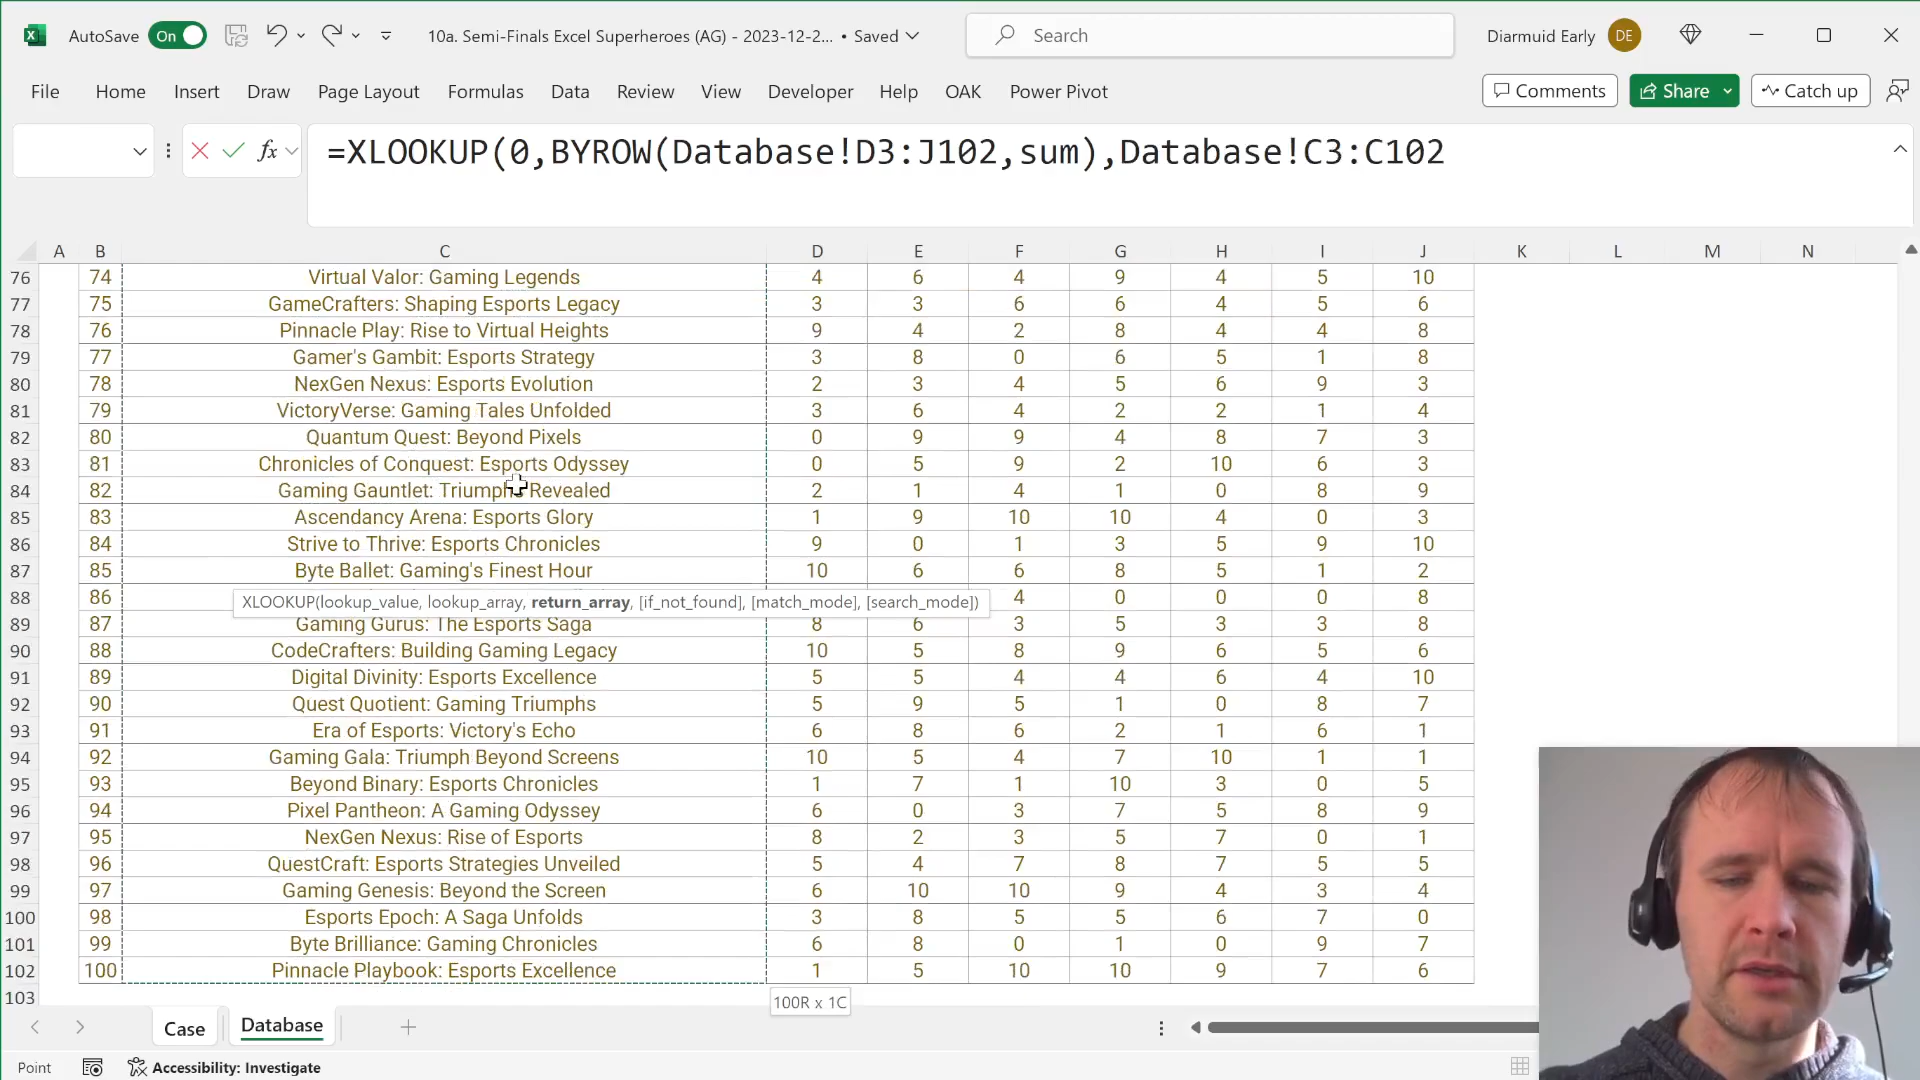 AutoSave On 10a. Semi-Finals Excel Superheroes (AG) - 2023-12-2... • Saved Search Diarmuid Early DE
File Home Insert Draw Page Layout Formulas Data Review View Developer Help OAK Power Pivot Comments Share Catch up
fx =XLOOKUP(0,BYROW(Database!D3:J102,sum),Database!C3:C102
A B C D E F G H I J K L M N
76 74 Virtual Valor: Gaming Legends 4 6 4 9 4 5 10
77 75 GameCrafters: Shaping Esports Legacy 3 3 6 6 4 5 6
78 76 Pinnacle Play: Rise to Virtual Heights 9 4 2 8 4 4 8
79 77 Gamer's Gambit: Esports Strategy 3 8 0 6 5 1 8
80 78 NexGen Nexus: Esports Evolution 2 3 4 5 6 9 3
81 79 VictoryVerse: Gaming Tales Unfolded 3 6 4 2 2 1 4
82 80 Quantum Quest: Beyond Pixels 0 9 9 4 8 7 3
83 81 Chronicles of Conquest: Esports Odyssey 0 5 9 2 10 6 3
84 82 Gaming Gauntlet: Triumphs Revealed 2 1 4 1 0 8 9
85 83 Ascendancy Arena: Esports Glory 1 9 10 10 4 0 3
86 84 Strive to Thrive: Esports Chronicles 9 0 1 3 5 9 10
87 85 Byte Ballet: Gaming's Finest Hour 10 6 6 8 5 1 2
88 86 XLOOKUP(lookup_value, lookup_array, return_array, [if_not_found], [match_mode], [search_mode]) 4 0 0 0 8
89 87 Gaming Gurus: The Esports Saga 8 6 3 5 3 3 8
90 88 CodeCrafters: Building Gaming Legacy 10 5 8 9 6 5 6
91 89 Digital Divinity: Esports Excellence 5 5 4 4 6 4 10
92 90 Quest Quotient: Gaming Triumphs 5 9 5 1 0 8 7
93 91 Era of Esports: Victory's Echo 6 8 6 2 1 6 1
94 92 Gaming Gala: Triumph Beyond Screens 10 5 4 7 10 1 1
95 93 Beyond Binary: Esports Chronicles 1 7 1 10 3 0 5
96 94 Pixel Pantheon: A Gaming Odyssey 6 0 3 7 5 8 9
97 95 NexGen Nexus: Rise of Esports 8 2 3 5 7 0 1
98 96 QuestCraft: Esports Strategies Unveiled 5 4 7 8 7 5 5
99 97 Gaming Genesis: Beyond the Screen 6 10 10 9 4 3 4
100 98 Esports Epoch: A Saga Unfolds 3 8 5 5 6 7 0
101 99 Byte Brilliance: Gaming Chronicles 6 8 0 1 0 9 7
102 100 Pinnacle Playbook: Esports Excellence 1 5 10 10 9 7 6
103 100R x 1C
Case Database
Point Accessibility: Investigate